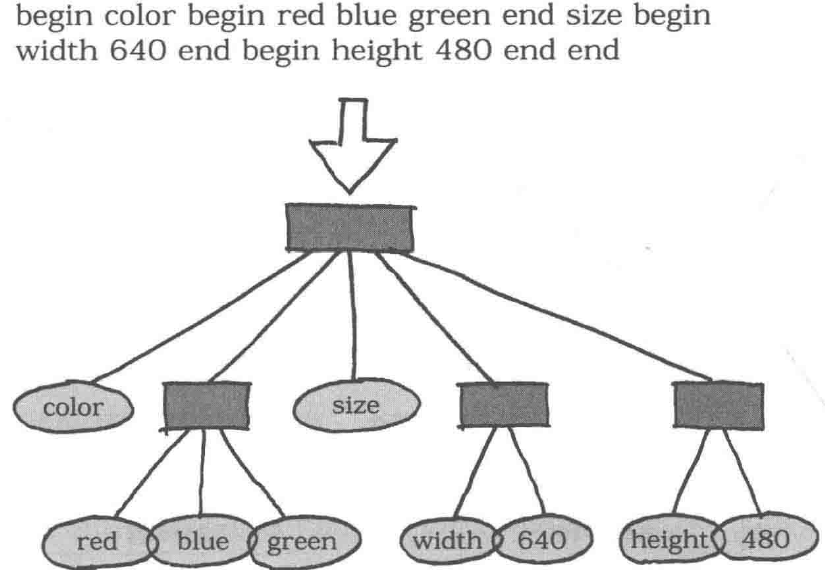 begin color begin red blue green end size begin
width 640 end begin height 480 end end
color
size
red
blue
green
width
640
height
480